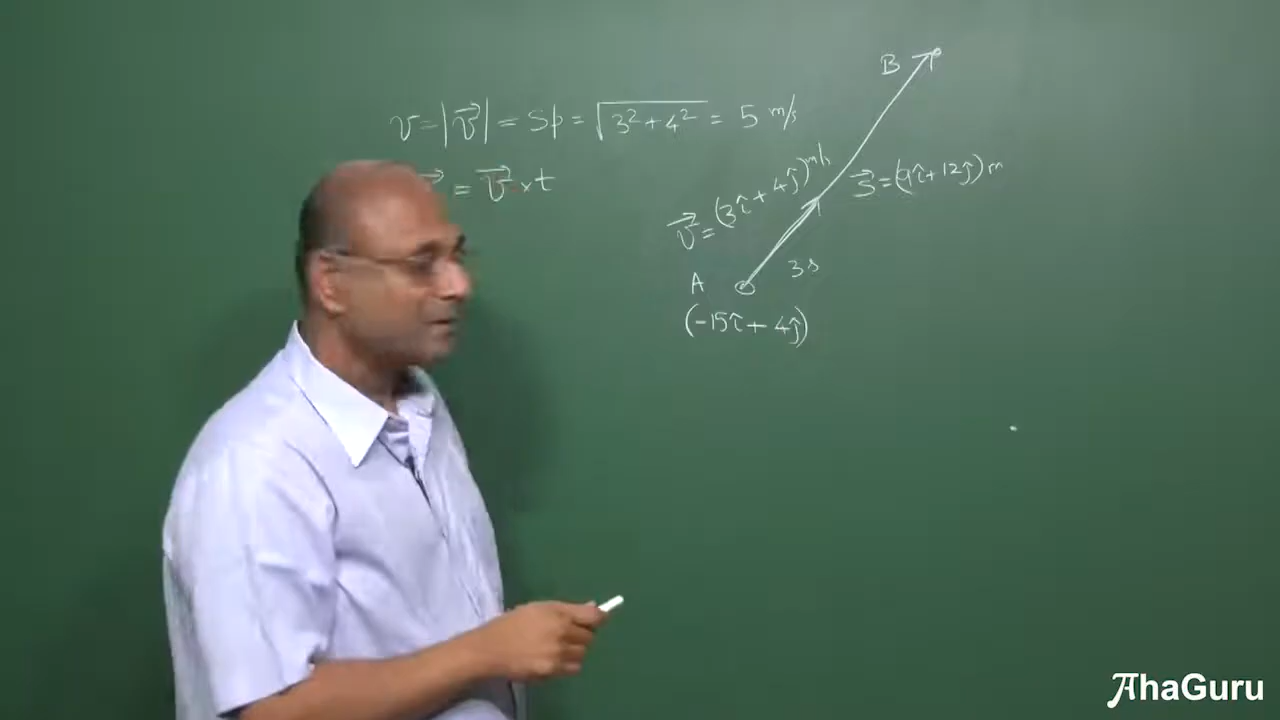 v = |v⃗| = Sp = √(3² + 4²) = 5 m/s
= v⃗ × t
B
v⃗ = (3î + 4ĵ) m/s
s⃗ = (9î + 12ĵ) m
3s
A
(-15î + 4ĵ)
AhaGuru